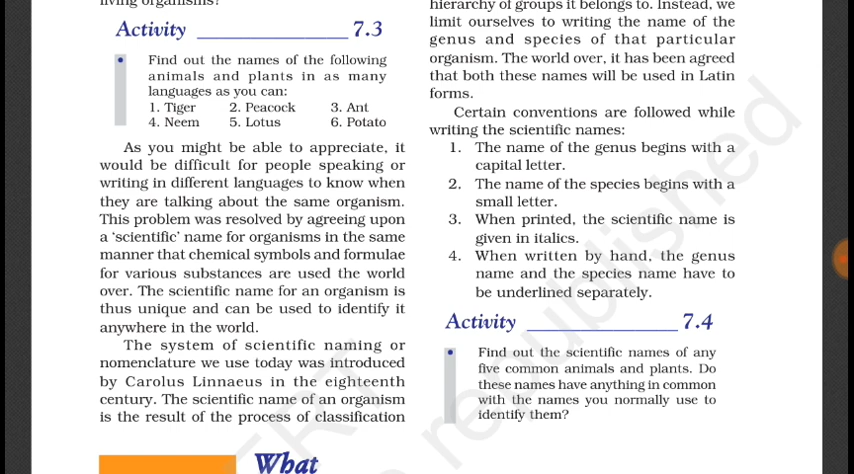 living organisms?
Activity 7.3
• Find out the names of the following
animals and plants in as many
languages as you can:
1. Tiger 2. Peacock 3. Ant
4. Neem 5. Lotus 6. Potato
As you might be able to appreciate, it
would be difficult for people speaking or
writing in different languages to know when
they are talking about the same organism.
This problem was resolved by agreeing upon
a ‘scientific’ name for organisms in the same
manner that chemical symbols and formulae
for various substances are used the world
over. The scientific name for an organism is
thus unique and can be used to identify it
anywhere in the world.
The system of scientific naming or
nomenclature we use today was introduced
by Carolus Linnaeus in the eighteenth
century. The scientific name of an organism
is the result of the process of classification
hierarchy of groups it belongs to. Instead, we
limit ourselves to writing the name of the
genus and species of that particular
organism. The world over, it has been agreed
that both these names will be used in Latin
forms.
Certain conventions are followed while
writing the scientific names:
1. The name of the genus begins with a
capital letter.
2. The name of the species begins with a
small letter.
3. When printed, the scientific name is
given in italics.
4. When written by hand, the genus
name and the species name have to
be underlined separately.
Activity 7.4
• Find out the scientific names of any
five common animals and plants. Do
these names have anything in common
with the names you normally use to
identify them?
What
republished